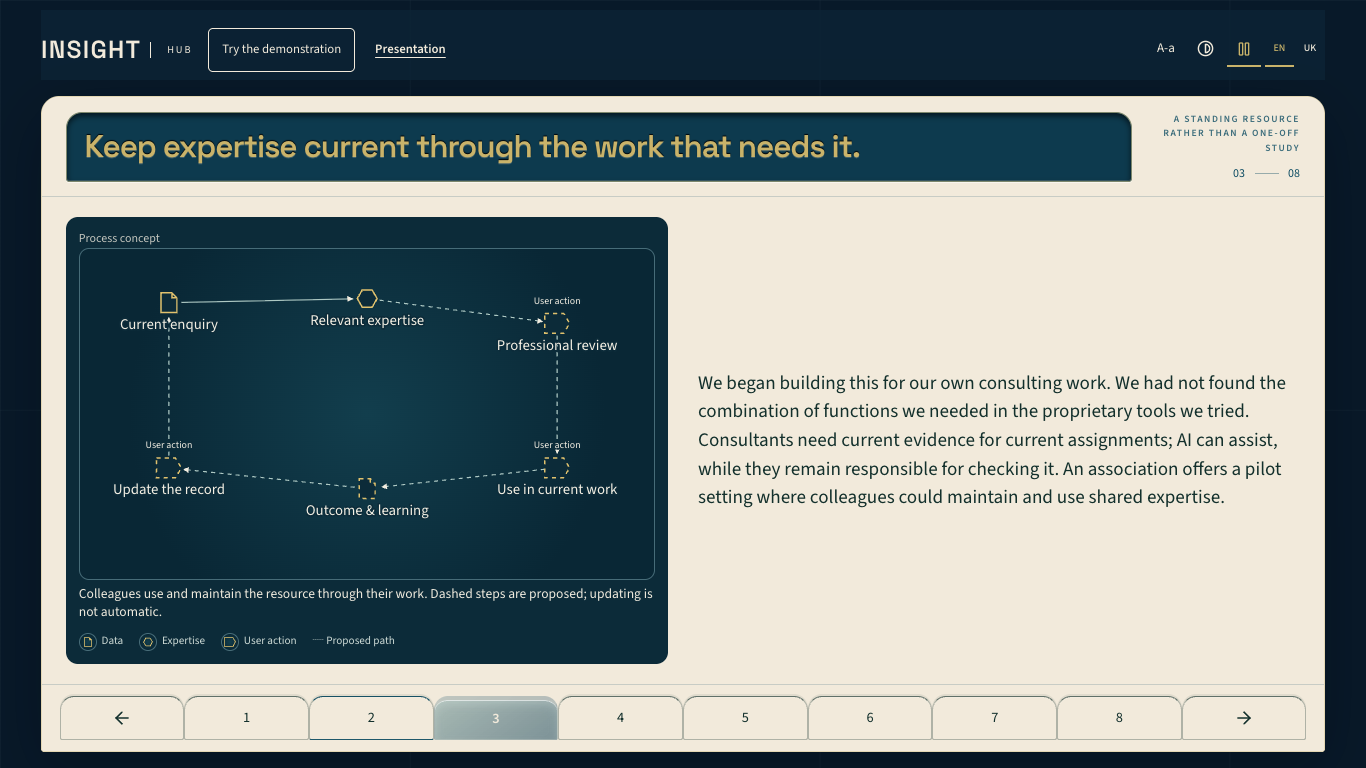 INSIGHT | HUB
Try the demonstration
Presentation
A-a
EN
UK
Keep expertise current through the work that needs it.
A STANDING RESOURCE
RATHER THAN A ONE-OFF
STUDY
03
08
Process concept
Current enquiry
Relevant expertise
User action
Professional review
User action
Update the record
Outcome & learning
User action
Use in current work
Colleagues use and maintain the resource through their work. Dashed steps are proposed; updating is
not automatic.
Data
Expertise
User action
Proposed path
We began building this for our own consulting work. We had not found the
combination of functions we needed in the proprietary tools we tried.
Consultants need current evidence for current assignments; AI can assist,
while they remain responsible for checking it. An association offers a pilot
setting where colleagues could maintain and use shared expertise.
1
2
3
4
5
6
7
8